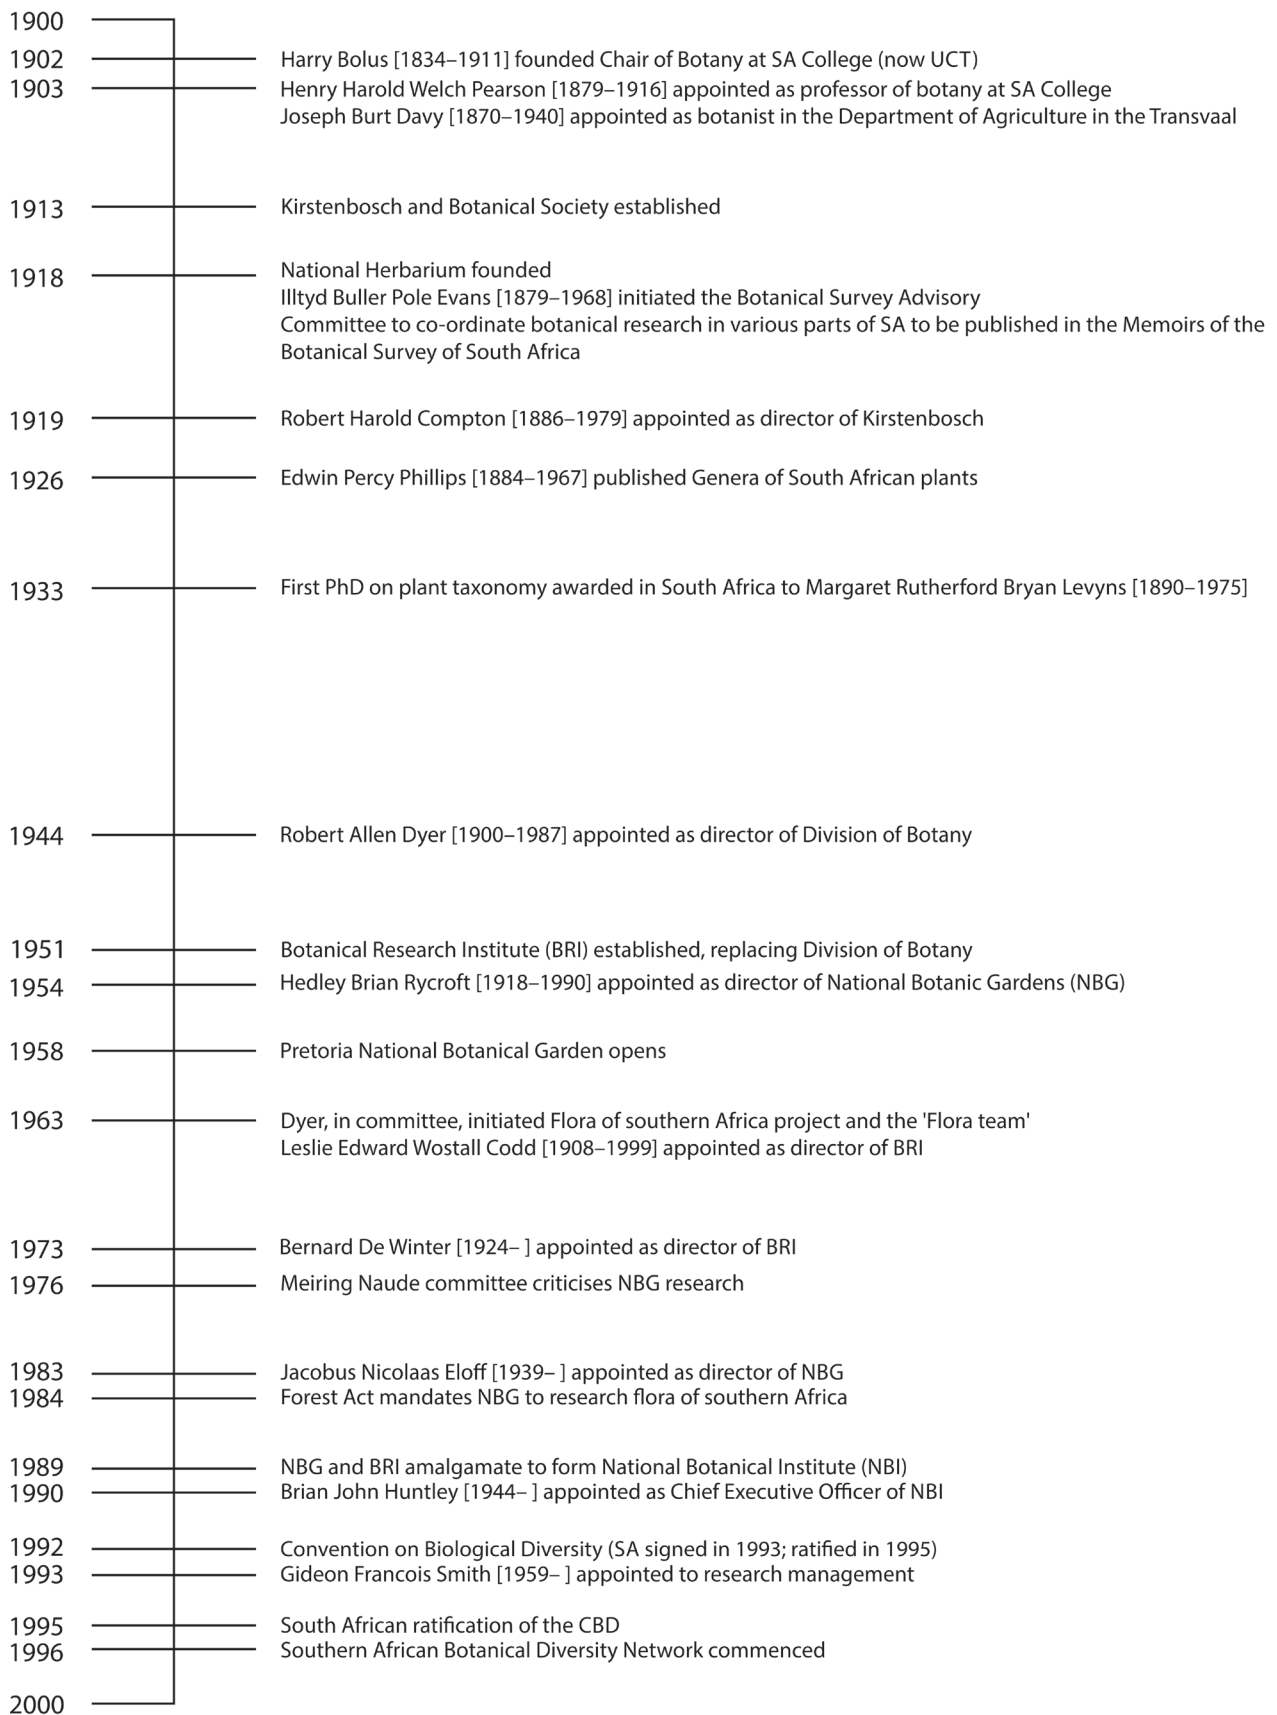 1900
1902 Harry Bolus [1834–1911] founded Chair of Botany at SA College (now UCT)
1903 Henry Harold Welch Pearson [1879–1916] appointed as professor of botany at SA College
Joseph Burt Davy [1870–1940] appointed as botanist in the Department of Agriculture in the Transvaal
1913 Kirstenbosch and Botanical Society established
1918 National Herbarium founded
Illtyd Buller Pole Evans [1879–1968] initiated the Botanical Survey Advisory
Committee to co-ordinate botanical research in various parts of SA to be published in the Memoirs of the
Botanical Survey of South Africa
1919 Robert Harold Compton [1886–1979] appointed as director of Kirstenbosch
1926 Edwin Percy Phillips [1884–1967] published Genera of South African plants
1933 First PhD on plant taxonomy awarded in South Africa to Margaret Rutherford Bryan Levyns [1890–1975]
1944 Robert Allen Dyer [1900–1987] appointed as director of Division of Botany
1951 Botanical Research Institute (BRI) established, replacing Division of Botany
1954 Hedley Brian Rycroft [1918–1990] appointed as director of National Botanic Gardens (NBG)
1958 Pretoria National Botanical Garden opens
1963 Dyer, in committee, initiated Flora of southern Africa project and the 'Flora team'
Leslie Edward Wostall Codd [1908–1999] appointed as director of BRI
1973 Bernard De Winter [1924– ] appointed as director of BRI
1976 Meiring Naude committee criticises NBG research
1983 Jacobus Nicolaas Eloff [1939– ] appointed as director of NBG
1984 Forest Act mandates NBG to research flora of southern Africa
1989 NBG and BRI amalgamate to form National Botanical Institute (NBI)
1990 Brian John Huntley [1944– ] appointed as Chief Executive Officer of NBI
1992 Convention on Biological Diversity (SA signed in 1993; ratified in 1995)
1993 Gideon Francois Smith [1959– ] appointed to research management
1995 South African ratification of the CBD
1996 Southern African Botanical Diversity Network commenced
2000